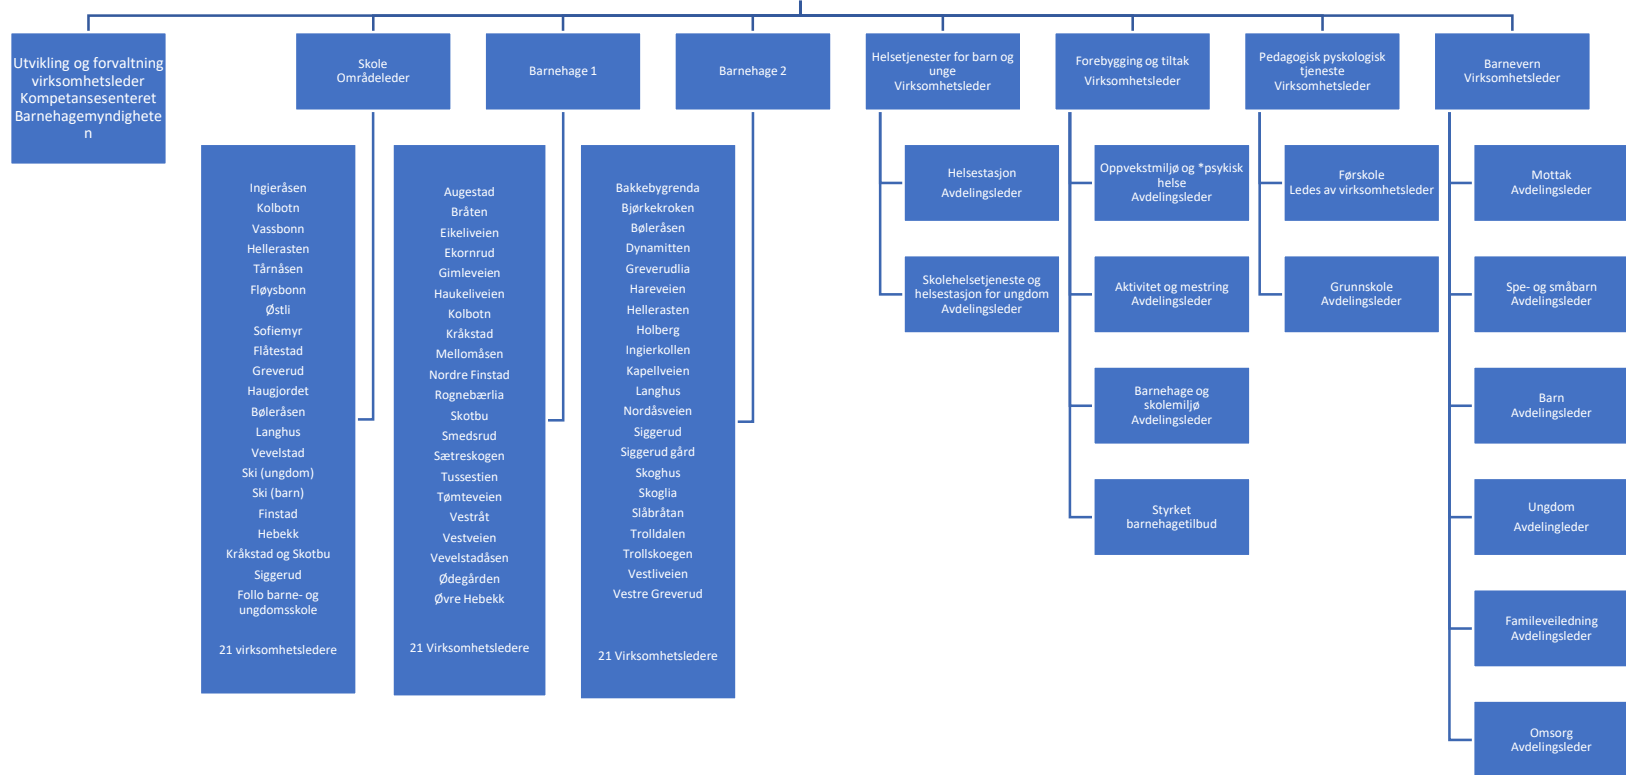 Utvikling og forvaltning
virksomhetsleder
Kompetansesenteret
Barnehagemyndighete
n
Skole
Områdeleder
Barnehage 1
Barnehage 2
Helsetjenester for barn og
unge
Virksomhetsleder
Forebygging og tiltak
Virksomhetsleder
Pedagogisk pyskologisk
tjeneste
Virksomhetsleder
Barnevern
Virksomhetsleder
Ingieråsen
Kolbotn
Vassbonn
Hellerasten
Tårnåsen
Fløysbonn
Østli
Sofiemyr
Flåtestad
Greverud
Haugjordet
Bøleråsen
Langhus
Vevelstad
Ski (ungdom)
Ski (barn)
Finstad
Hebekk
Kråkstad og Skotbu
Siggerud
Follo barne- og
ungdomsskole
21 virksomhetsledere
Augestad
Bråten
Eikeliveien
Ekornrud
Gimleveien
Haukeliveien
Kolbotn
Kråkstad
Mellomåsen
Nordre Finstad
Rognebærlia
Skotbu
Smedsrud
Sætreskogen
Tussestien
Tømteveien
Vestråt
Vestveien
Vevelstadåsen
Ødegården
Øvre Hebekk
21 Virksomhetsledere
Bakkebygrenda
Bjørkekroken
Bøleråsen
Dynamitten
Greverudlia
Hareveien
Hellerasten
Holberg
Ingierkollen
Kapellveien
Langhus
Nordåsveien
Siggerud
Siggerud gård
Skoghus
Skoglia
Slåbråtan
Trolldalen
Trollskoegen
Vestliveien
Vestre Greverud
21 Virksomhetsledere
Helsestasjon
Avdelingsleder
Skolehelsetjeneste og
helsestasjon for ungdom
Avdelingsleder
Oppvekstmiljø og *psykisk
helse
Avdelingsleder
Aktivitet og mestring
Avdelingsleder
Barnehage og
skolemiljø
Avdelingsleder
Styrket
barnehagetilbud
Førskole
Ledes av virksomhetsleder
Grunnskole
Avdelingsleder
Mottak
Avdelingsleder
Spe- og småbarn
Avdelingsleder
Barn
Avdelingsleder
Ungdom
Avdelingleder
Famileveiledning
Avdelingsleder
Omsorg
Avdelingsleder